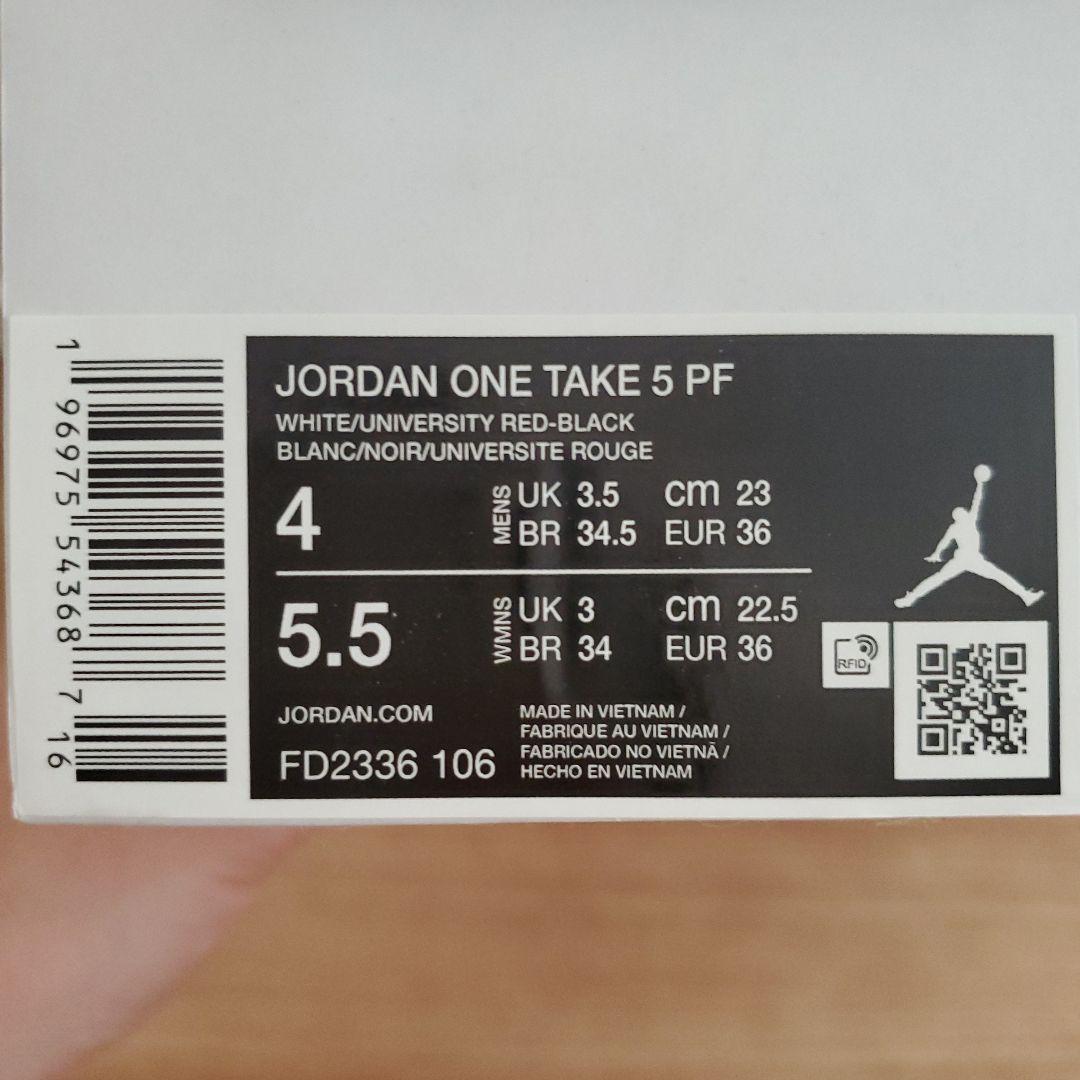 1 96975 54368 7 16
JORDAN ONE TAKE 5 PF
WHITE/UNIVERSITY RED-BLACK
BLANC/NOIR/UNIVERSITE ROUGE
4 MENS UK 3.5 cm 23
BR 34.5 EUR 36
5.5 WMNS UK 3 cm 22.5
BR 34 EUR 36
RFID
JORDAN.COM
FD2336 106
MADE IN VIETNAM /
FABRIQUE AU VIETNAM /
FABRICADO NO VIETNÃ /
HECHO EN VIETNAM